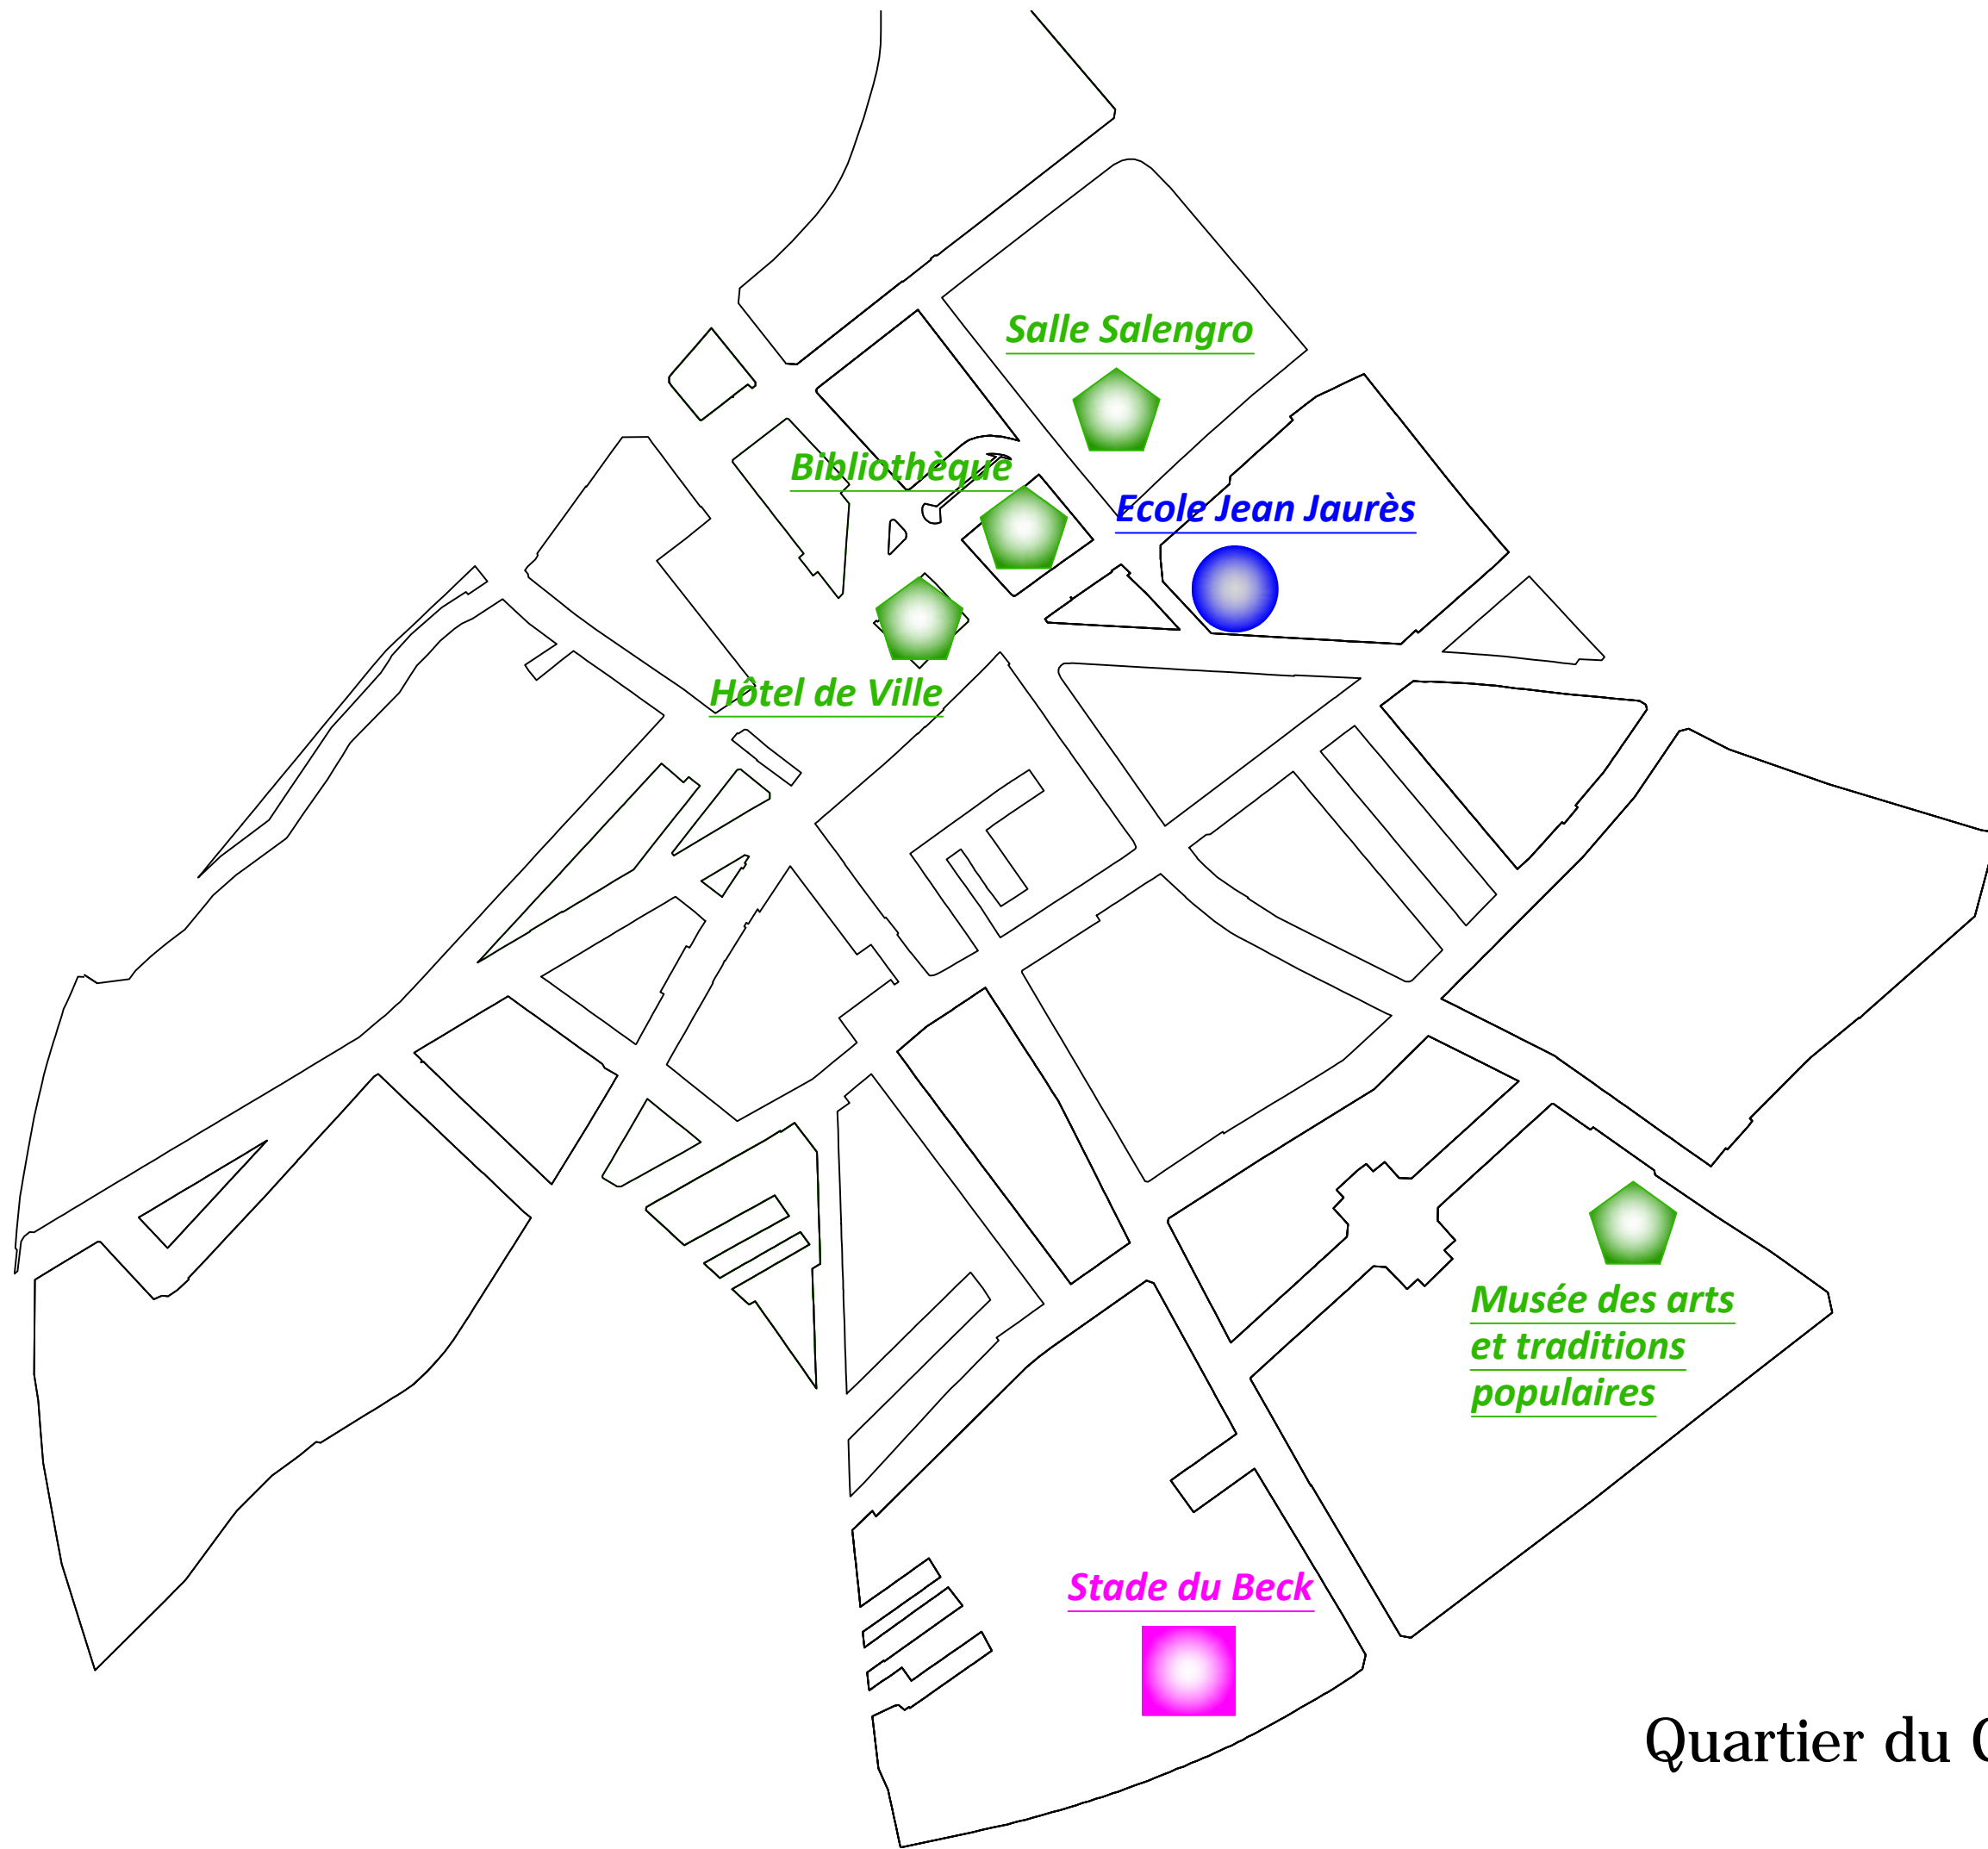 Salle Salengro
Bibliothèque
Ecole Jean Jaurès
Hôtel de Ville
Musée des arts
et traditions
populaires
Stade du Beck
Quartier du